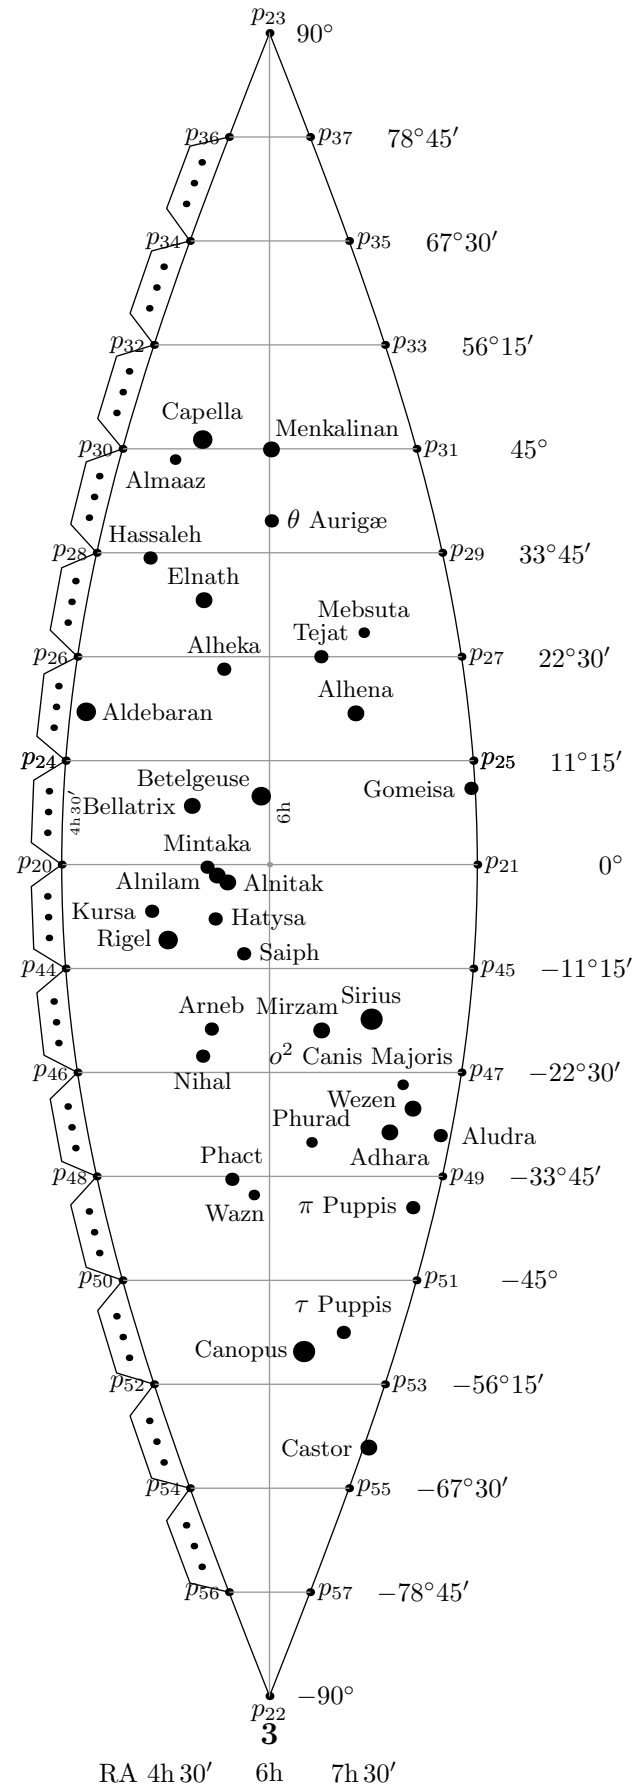 p23
90°
p36 p37 78°45′
p34 p35 67°30′
p32 p33 56°15′
Capella
Menkalinan
p30 p31 45°
Almaaz
θ Aurigæ
Hassaleh
p28 p29 33°45′
Elnath
Mebsuta
Tejat
Alheka
p26 p27 22°30′
Alhena
Aldebaran
p24 p25 11°15′
Betelgeuse
Gomeisa
Bellatrix
4h 30′
6h
Mintaka
p20 p21 0°
Alnilam
Alnitak
Kursa
Hatysa
Rigel
Saiph
p44 p45 −11°15′
Sirius
Arneb
Mirzam
o² Canis Majoris
p46 p47 −22°30′
Nihal
Wezen
Phurad
Aludra
Adhara
Phact
p48 p49 −33°45′
Wazn
π Puppis
p50 p51 −45°
τ Puppis
Canopus
p52 p53 −56°15′
Castor
p54 p55 −67°30′
p56 p57 −78°45′
−90°
p22
3
RA 4h 30′ 6h 7h 30′